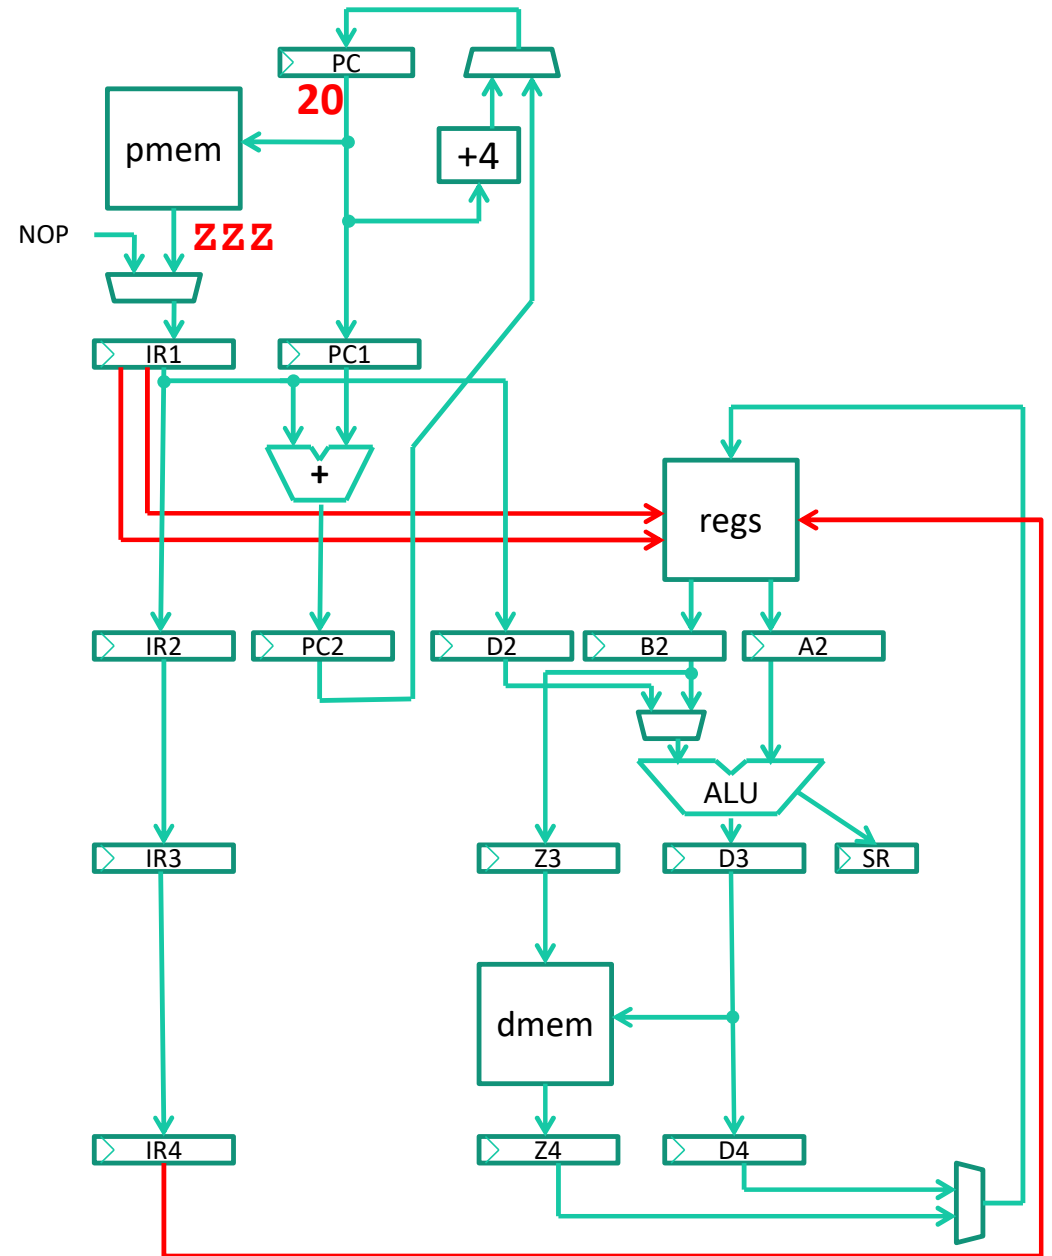 PC
20
pmem
+4
NOP
ZZZ
IR1
PC1
+
regs
IR2
PC2
D2
B2
A2
ALU
IR3
Z3
D3
SR
dmem
IR4
Z4
D4